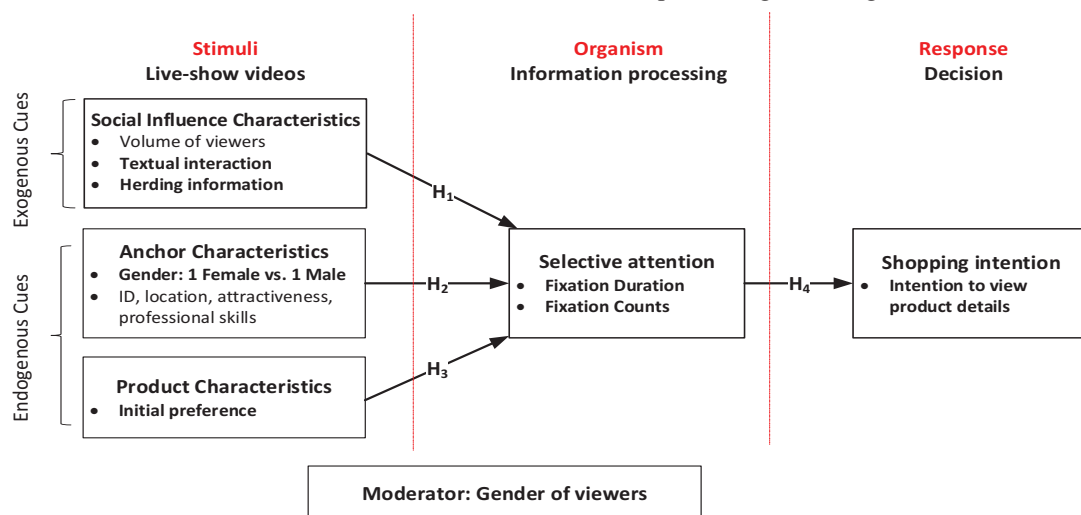 Stimuli
Live-show videos
Organism
Information processing
Response
Decision
Exogenous Cues
Social Influence Characteristics
• Volume of viewers
• Textual interaction
• Herding information
H1
Endogenous Cues
Anchor Characteristics
• Gender: 1 Female vs. 1 Male
• ID, location, attractiveness,
professional skills
H2
Selective attention
• Fixation Duration
• Fixation Counts
H4
Shopping intention
• Intention to view
product details
H3
Product Characteristics
• Initial preference
Moderator: Gender of viewers